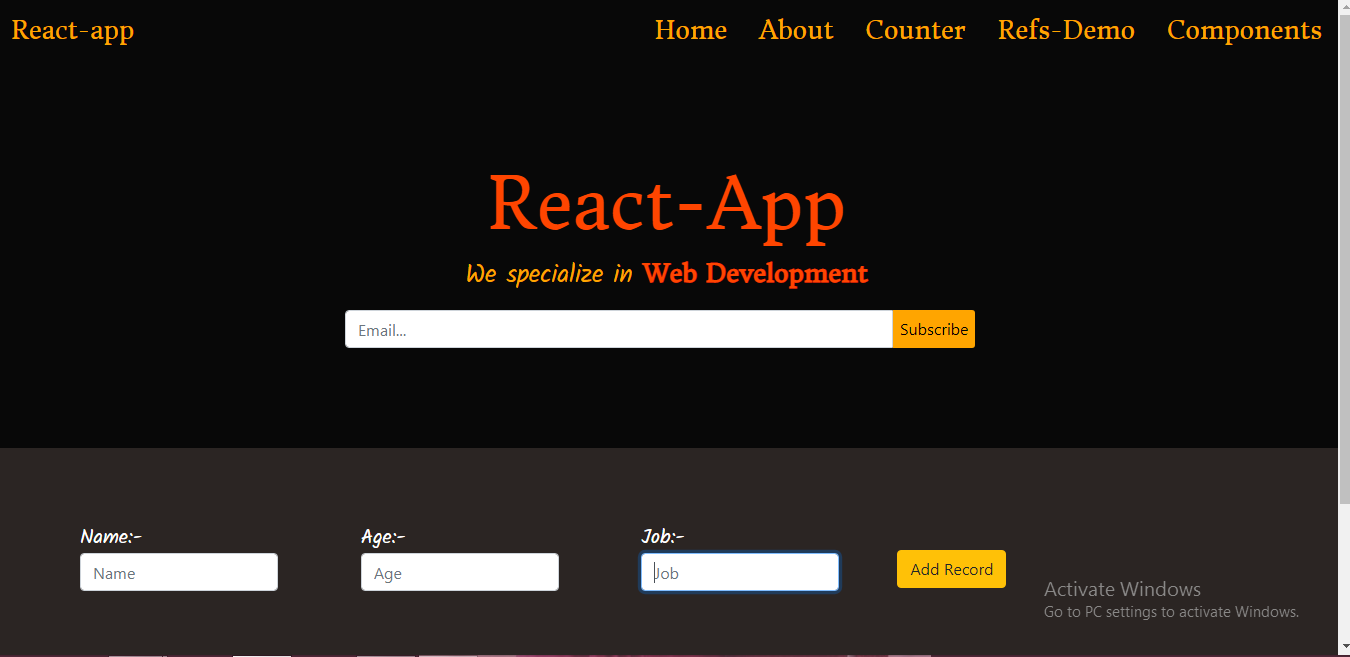 React-app Home About Counter Refs-Demo Components
React-App
We specialize in Web Development
Email... Subscribe
Name:- Age:- Job:-
Name Age Job Add Record
Activate Windows
Go to PC settings to activate Windows.